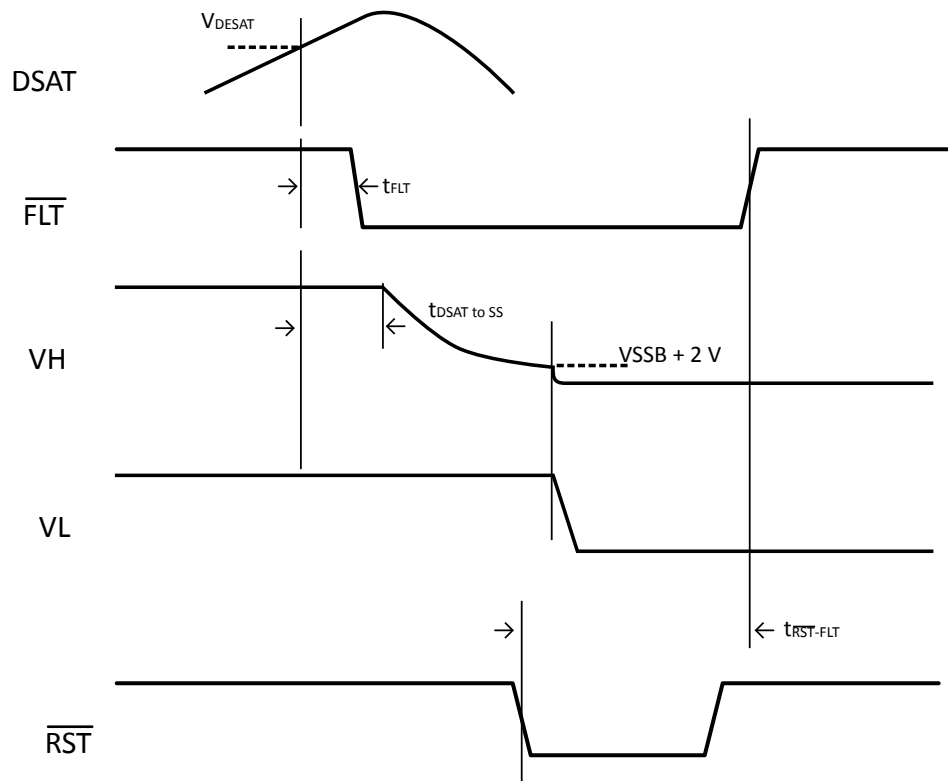 VDESAT
DSAT
FLT
tFLT
tDSAT to SS
VH
VSSB + 2 V
VL
tRST-FLT
RST